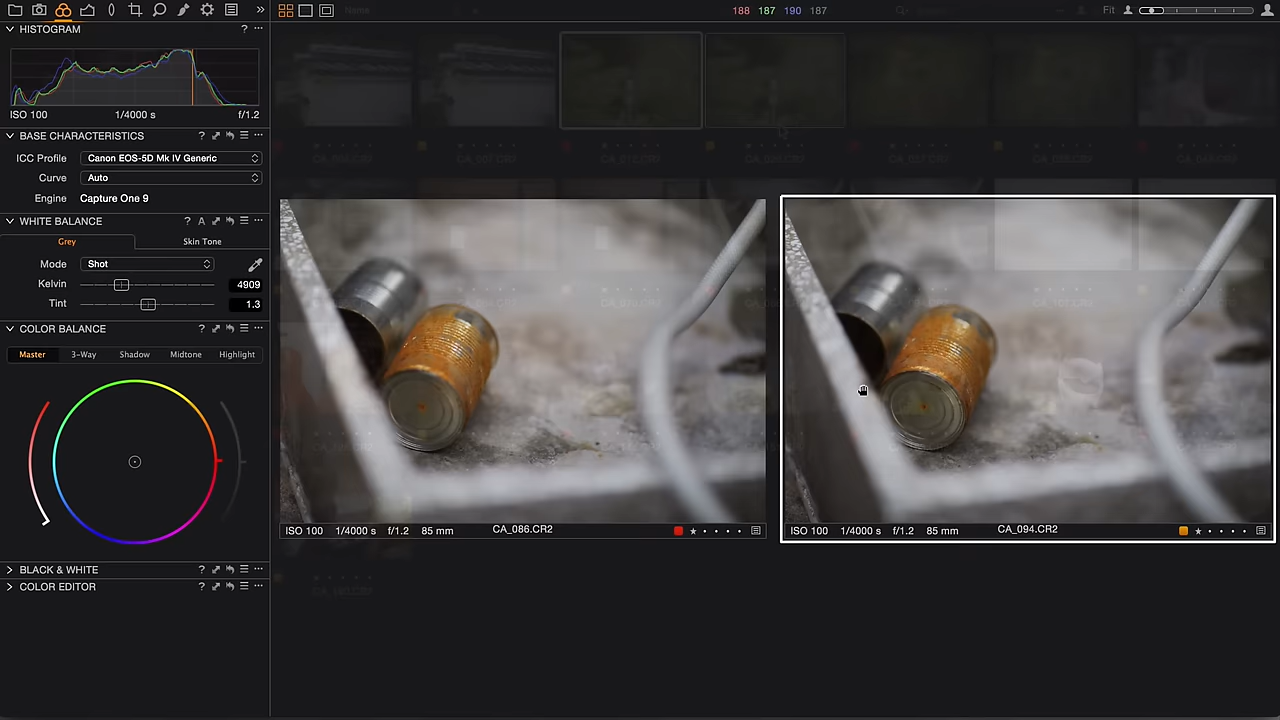 188 187 190 187
Fit
HISTOGRAM ?
ISO 100 1/4000 s f/1.2
BASE CHARACTERISTICS ?
ICC Profile Canon EOS-5D Mk IV Generic
Curve Auto
Engine Capture One 9
WHITE BALANCE ? A
Grey Skin Tone
Mode Shot
Kelvin 4909
Tint 1.3
COLOR BALANCE ?
Master 3-Way Shadow Midtone Highlight
BLACK & WHITE ?
COLOR EDITOR ?
ISO 100 1/4000 s f/1.2 85 mm CA_086.CR2
ISO 100 1/4000 s f/1.2 85 mm CA_094.CR2